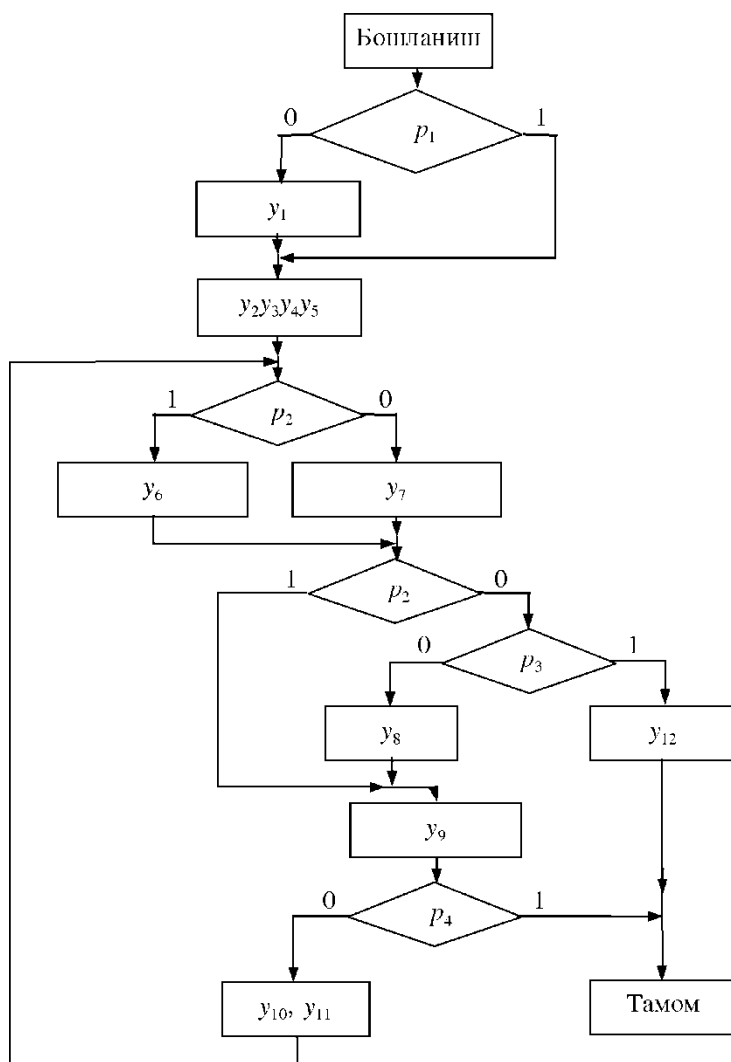 Бошланиш
0 p₁ 1
y₁
y₂y₃y₄y₅
1 p₂ 0
y₆ y₇
1 p₂ 0
0 p₃ 1
y₈ y₁₂
y₉
0 p₄ 1
y₁₀, y₁₁ Тамом